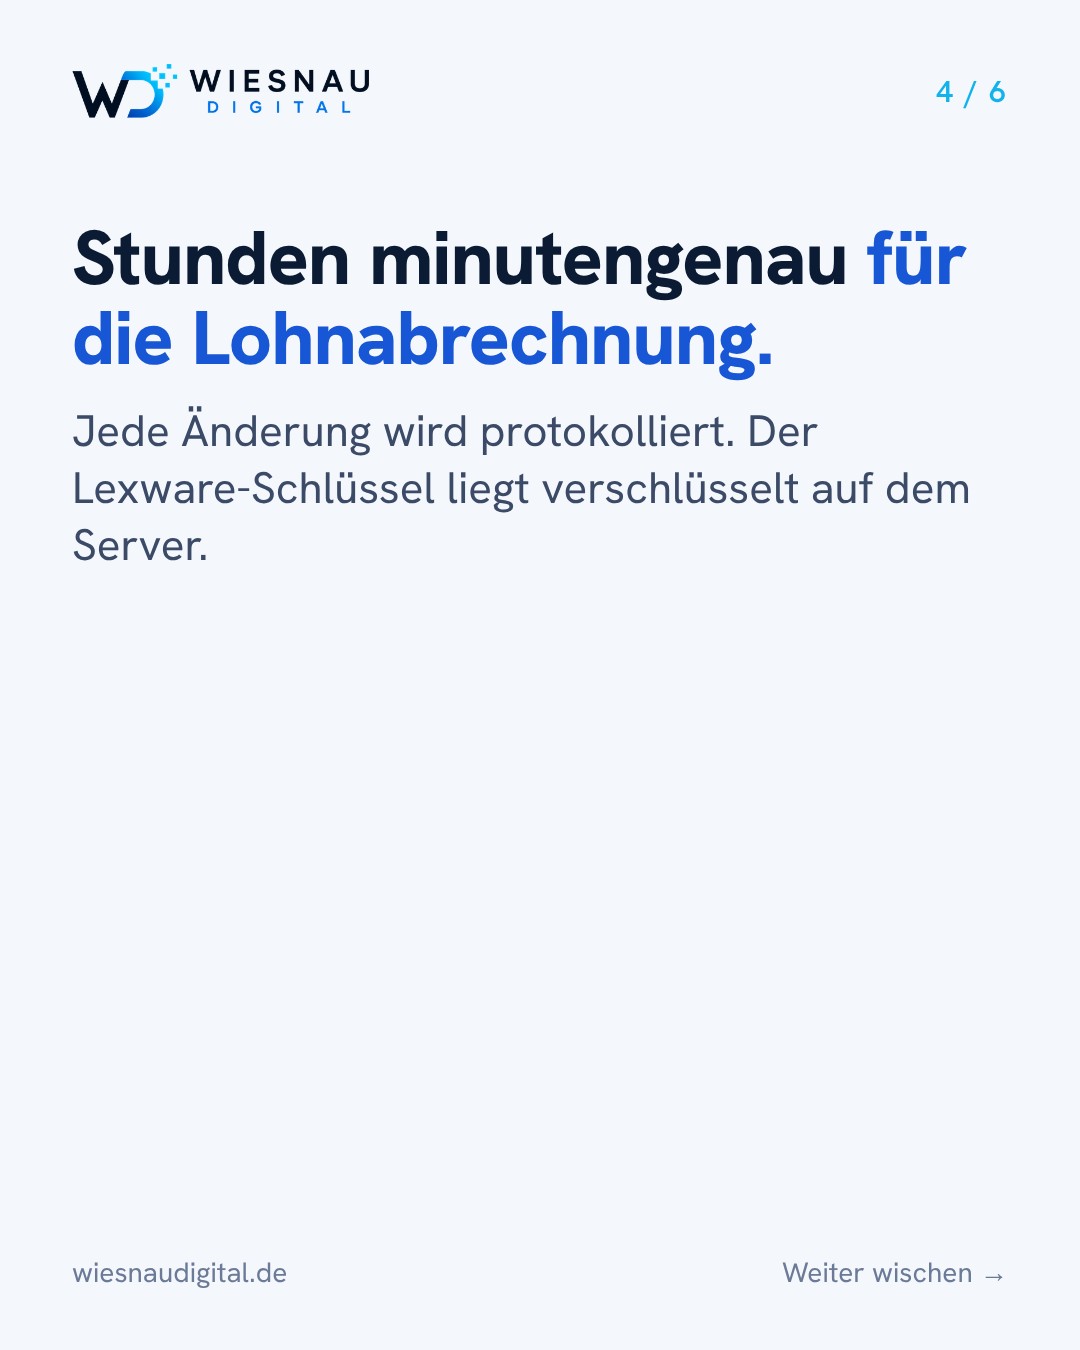 WIESNAU
DIGITAL
4 / 6
Stunden minutengenau für
die Lohnabrechnung.
Jede Änderung wird protokolliert. Der
Lexware-Schlüssel liegt verschlüsselt auf dem
Server.
wiesnaudigital.de
Weiter wischen →